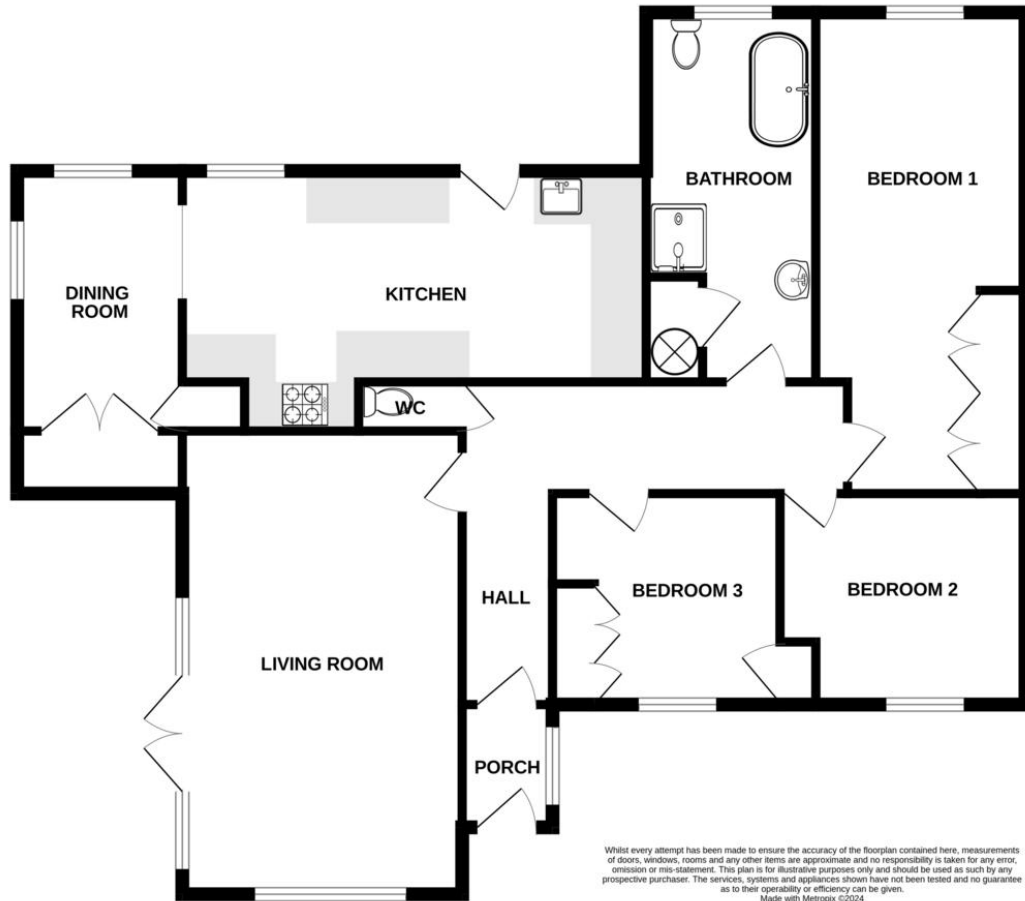 BATHROOM
BEDROOM 1
DINING
ROOM
KITCHEN
WC
HALL
BEDROOM 3
BEDROOM 2
LIVING ROOM
PORCH
Whilst every attempt has been made to ensure the accuracy of the floorplan contained here, measurements
of doors, windows, rooms and any other items are approximate and no responsibility is taken for any error,
omission or mis-statement. This plan is for illustrative purposes only and should be used as such by any
prospective purchaser. The services, systems and appliances shown have not been tested and no guarantee
as to their operability or efficiency can be given.
Made with Metropix ©2024